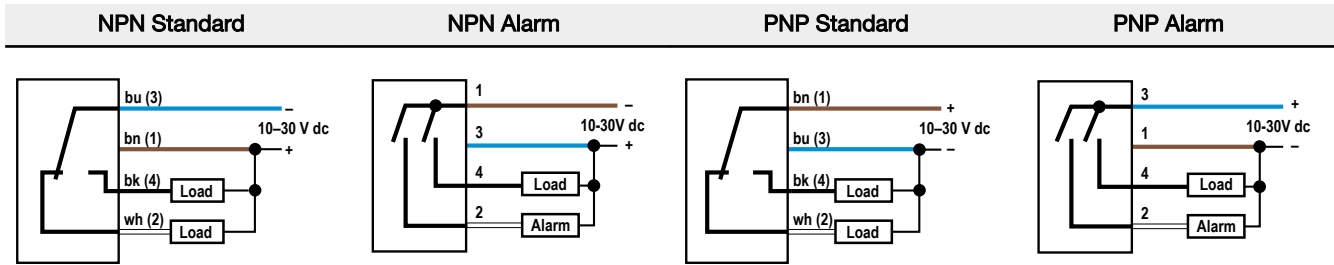 NPN Standard
NPN Alarm
PNP Standard
PNP Alarm
bu (3)
–
10–30 V dc
bn (1)
+
bk (4)
Load
wh (2)
Load
1
–
10-30V dc
3
+
4
Load
2
Alarm
bn (1)
+
10–30 V dc
bu (3)
–
bk (4)
Load
wh (2)
Load
3
+
10-30V dc
1
–
4
Load
2
Alarm